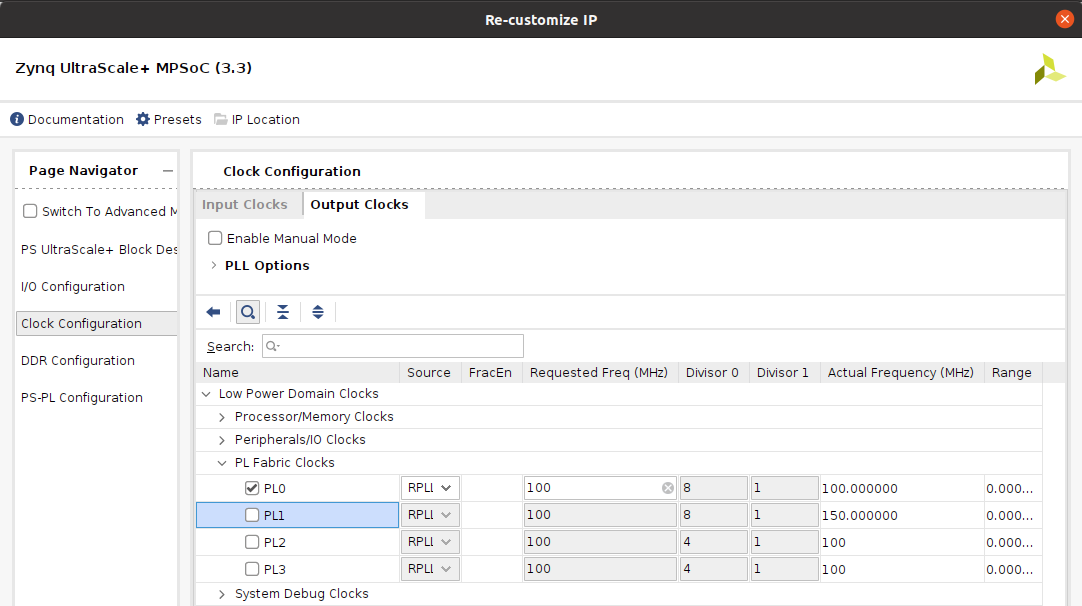 Re-customize IP
Zynq UltraScale+ MPSoC (3.3)
Documentation Presets IP Location
Page Navigator
Switch To Advanced M
PS UltraScale+ Block Des
I/O Configuration
Clock Configuration
DDR Configuration
PS-PL Configuration
Clock Configuration
Input Clocks Output Clocks
Enable Manual Mode
PLL Options
Search:
Name Source FracEn Requested Freq (MHz) Divisor 0 Divisor 1 Actual Frequency (MHz) Range
Low Power Domain Clocks
Processor/Memory Clocks
Peripherals/IO Clocks
PL Fabric Clocks
PL0 RPLL 100 8 1 100.000000 0.000...
PL1 RPLL 100 8 1 150.000000 0.000...
PL2 RPLL 100 4 1 100 0.000...
PL3 RPLL 100 4 1 100 0.000...
System Debug Clocks